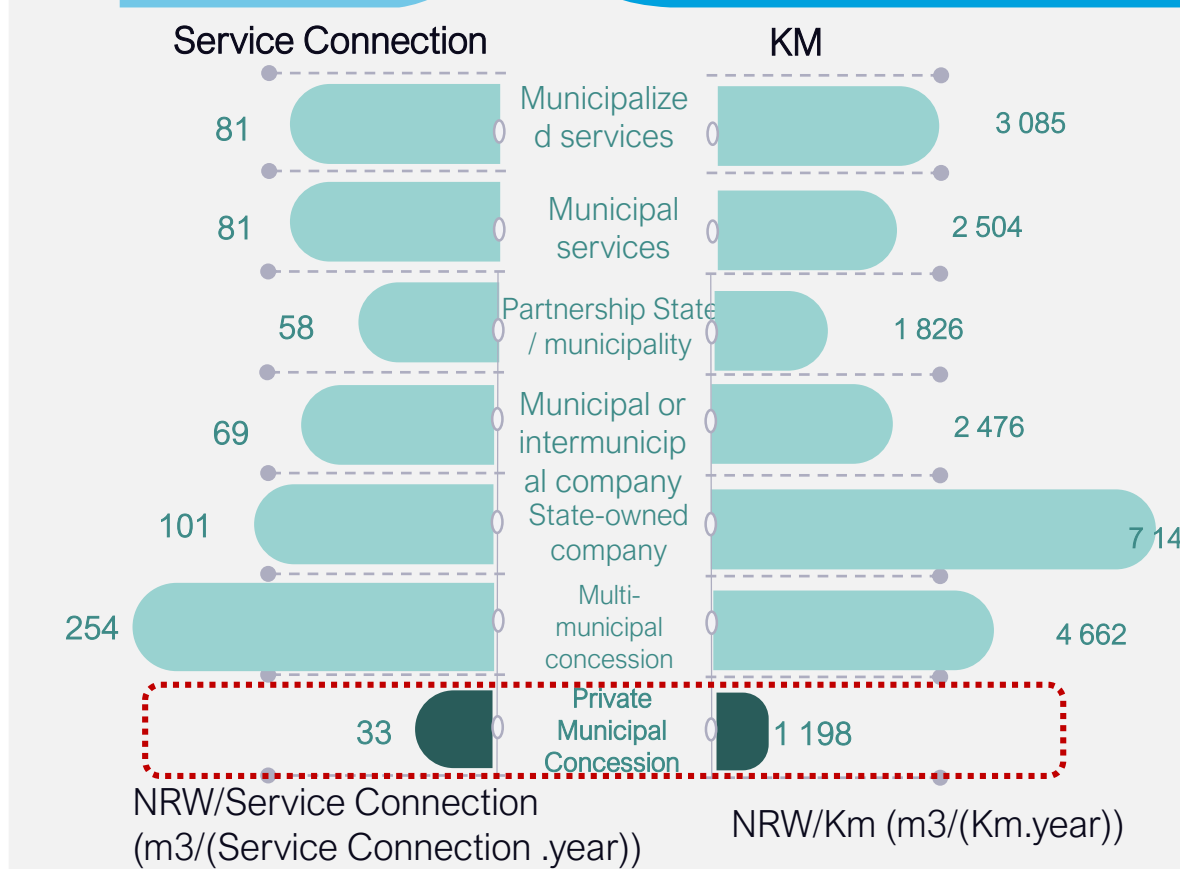 Service Connection
KM
81
Municipalize
d services
3 085
81
Municipal
services
2 504
58
Partnership State
/ municipality
1 826
69
Municipal or
intermunicip
al company
2 476
101
State-owned
company
7 14
254
Multi-
municipal
concession
4 662
33
Private
Municipal
Concession
1 198
NRW/Service Connection
(m3/(Service Connection .year))
NRW/Km (m3/(Km.year))